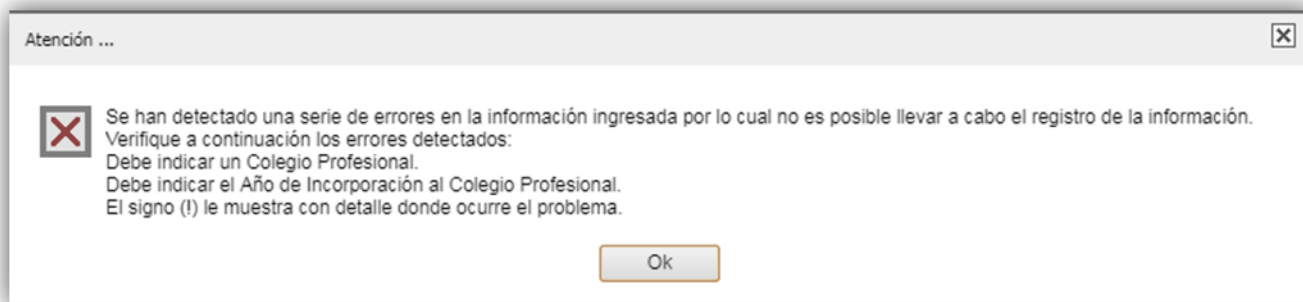 Atención ...
Se han detectado una serie de errores en la información ingresada por lo cual no es posible llevar a cabo el registro de la información.
Verifique a continuación los errores detectados:
Debe indicar un Colegio Profesional.
Debe indicar el Año de Incorporación al Colegio Profesional.
El signo (!) le muestra con detalle donde ocurre el problema.
Ok